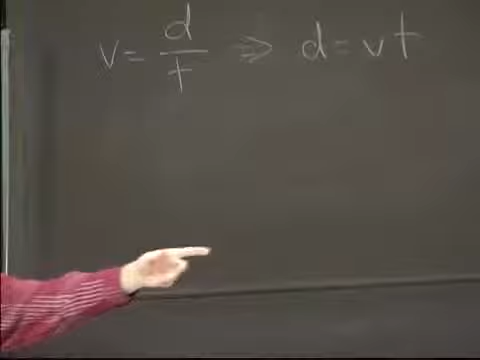 v = d/t ⇒ d = vt